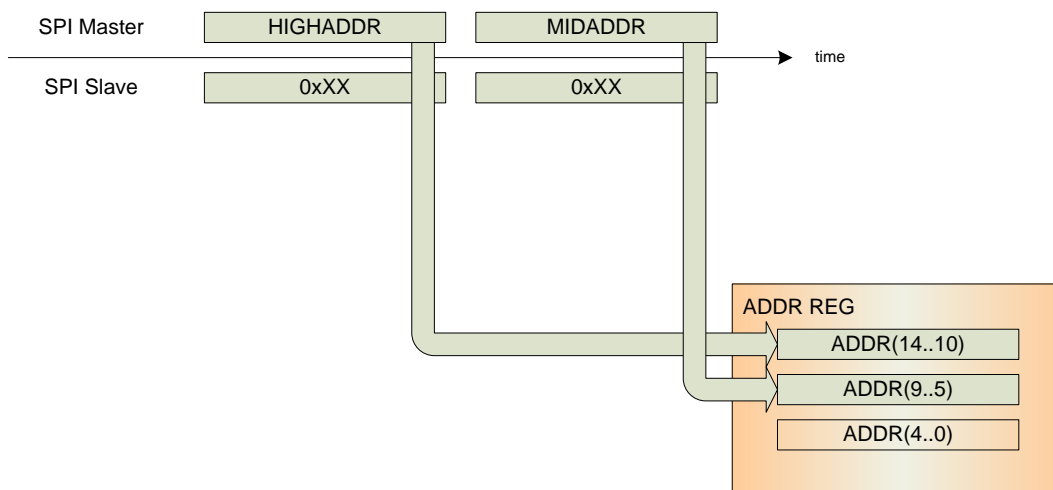 SPI Master HIGHADDR MIDADDR
time
SPI Slave 0xXX 0xXX
ADDR REG
ADDR(14..10)
ADDR(9..5)
ADDR(4..0)